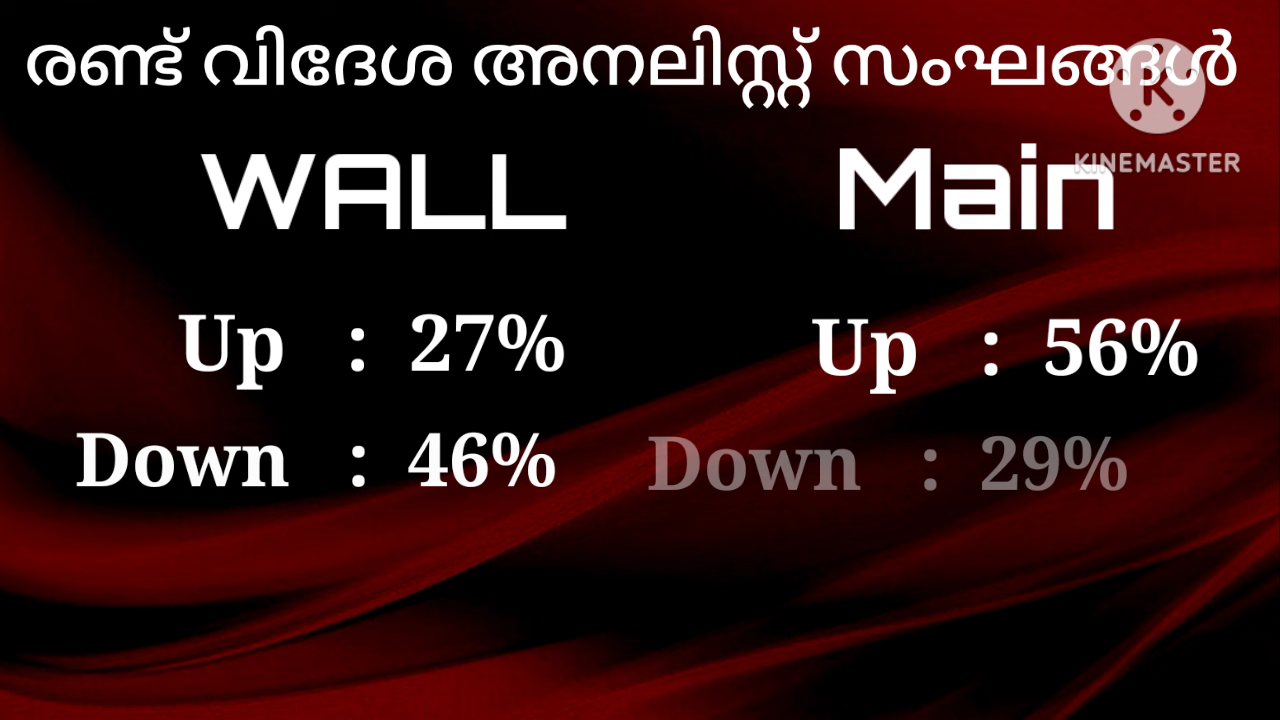 രണ്ട് വിദേശ അനലിസ്റ്റ് സംഘങ്ങൾ
KINEMASTER
WALL Main
Up : 27% Up : 56%
Down : 46% Down : 29%